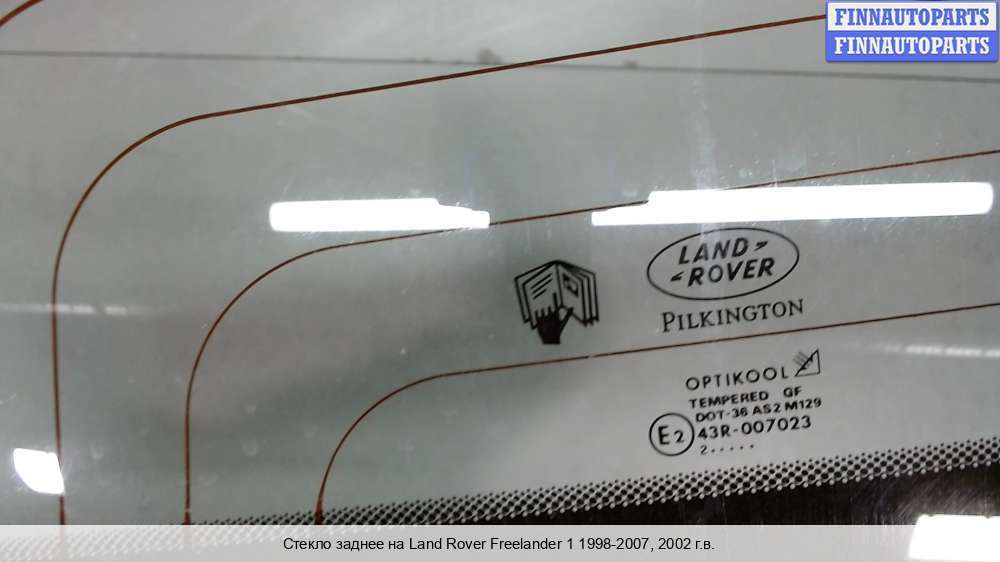 FINNAUTOPARTS
FINNAUTOPARTS
LAND
ROVER
PILKINGTON
OPTIKOOL
TEMPERED GF
DOT-36 AS2 M129
E2 43R-007023
2.....
Стекло заднее на Land Rover Freelander 1 1998-2007, 2002 г.в.